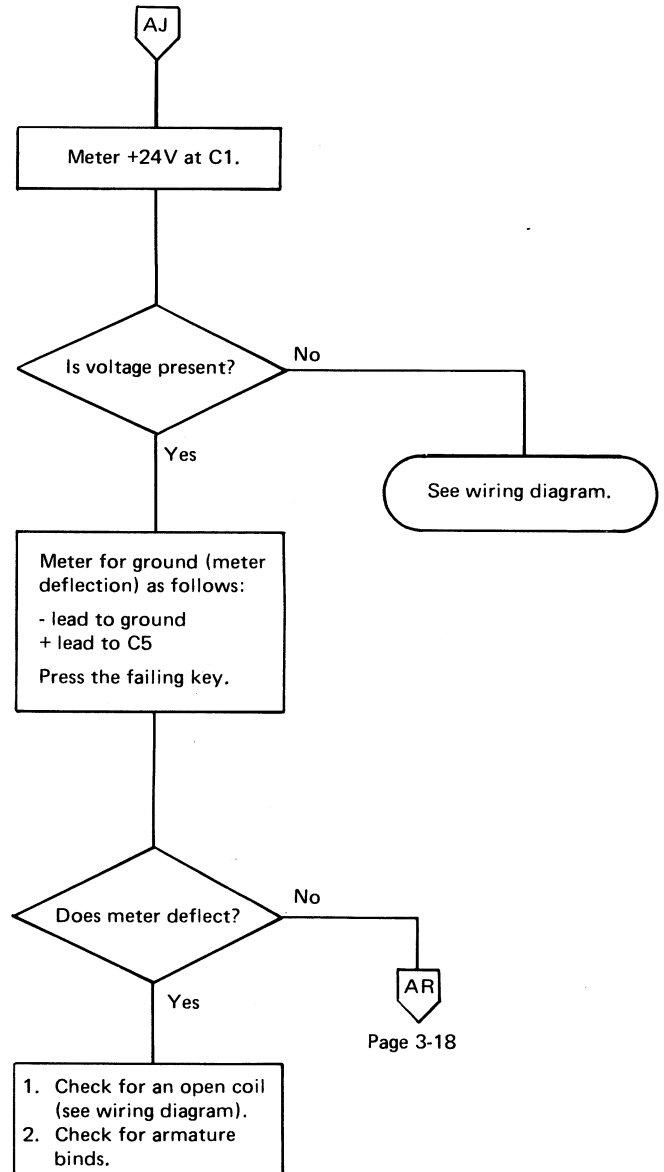 AJ
Meter +24V at C1.
Is voltage present?
No
Yes
See wiring diagram.
Meter for ground (meter
deflection) as follows:
- lead to ground
+ lead to C5
Press the failing key.
Does meter deflect?
No
Yes
AR
Page 3-18
1. Check for an open coil
(see wiring diagram).
2. Check for armature
binds.